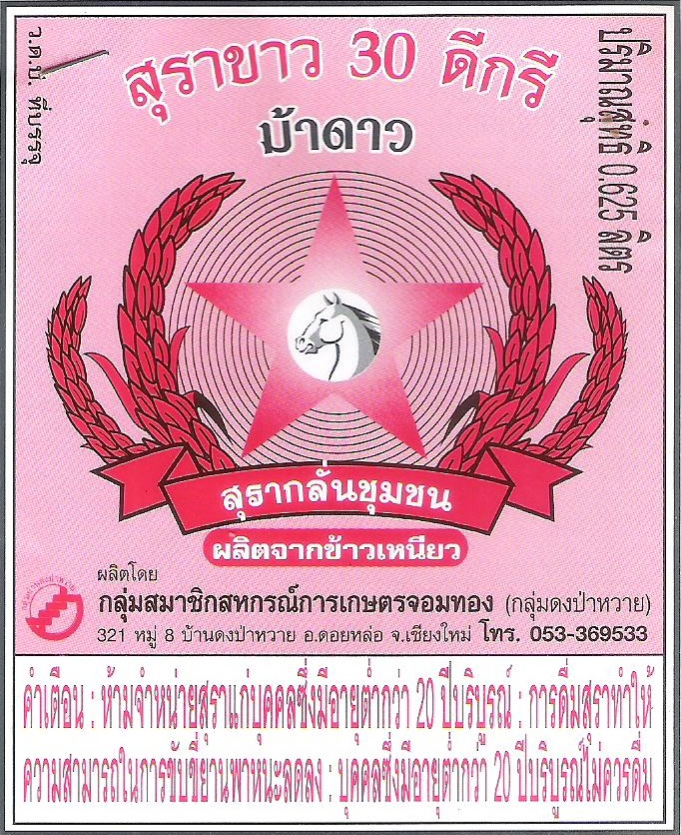 สุราขาว 30 ดีกรี
ม้าดาว
ว.ด.ป. ที่บรรจุ
ปริมาณสุทธิ 0.625 ลิตร
สุรากลั่นชุมชน
ผลิตจากข้าวเหนียว
ผลิตโดย
กลุ่มสมาชิกสหกรณ์การเกษตรจอมทอง (กลุ่มดงป่าหวาย)
321 หมู่ 8 บ้านดงป่าหวาย อ.ดอยหล่อ จ.เชียงใหม่ โทร. 053-369533
คำเตือน : ห้ามจำหน่ายสุราแก่บุคคลซึ่งมีอายุต่ำกว่า 20 ปีบริบูรณ์ : การดื่มสุราทำให้
ความสามารถในการขับขี่ยานพาหนะลดลง : บุคคลซึ่งมีอายุต่ำกว่า 20 ปีบริบูรณ์ไม่ควรดื่ม